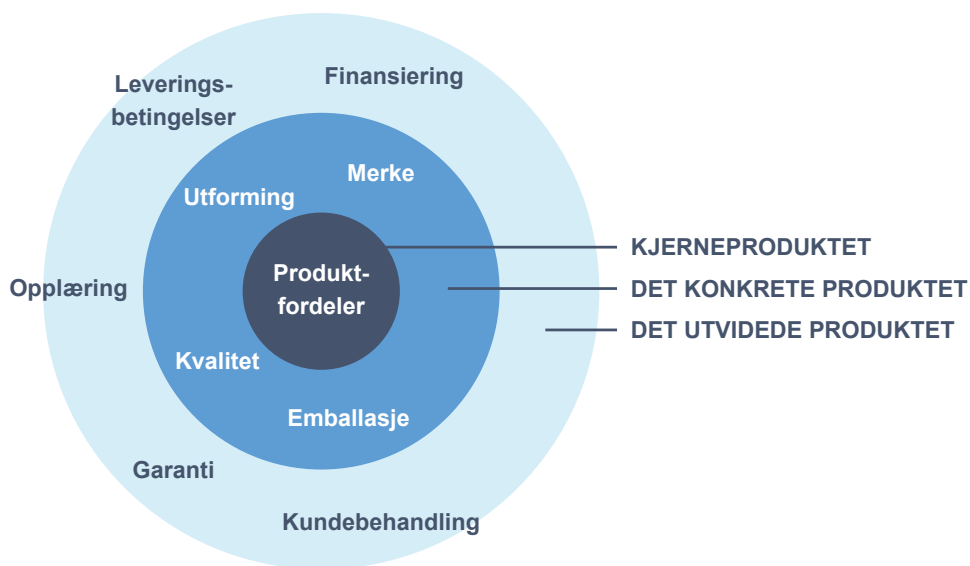 Finansiering
Leverings-
betingelser
Merke
Utforming
KJERNEPRODUKTET
Produkt-
fordeler
Opplæring
DET KONKRETE PRODUKTET
DET UTVIDEDE PRODUKTET
Kvalitet
Emballasje
Garanti
Kundebehandling